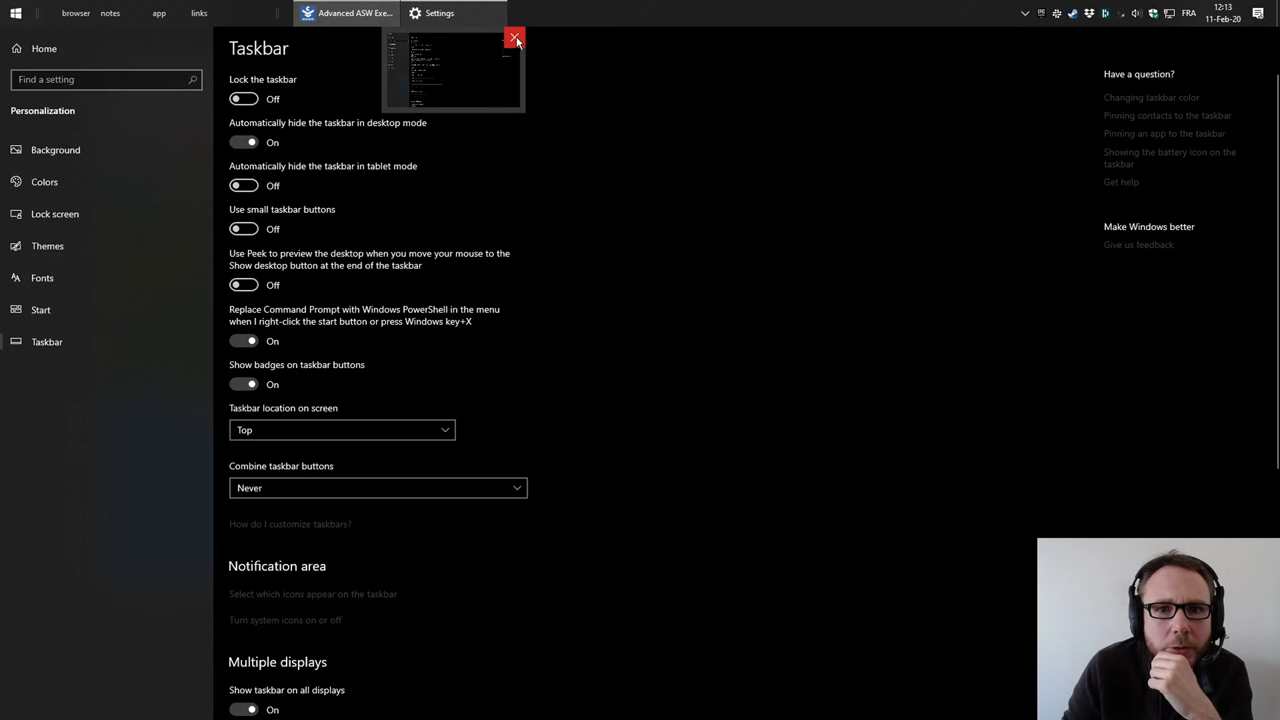 browser notes app links
Advanced ASW Exe...
Settings
FRA
12:13
11-Feb-20
Home
Find a setting
Personalization
Background
Colors
Lock screen
Themes
Fonts
Start
Taskbar
Taskbar
Lock the taskbar
Off
Automatically hide the taskbar in desktop mode
On
Automatically hide the taskbar in tablet mode
Off
Use small taskbar buttons
Off
Use Peek to preview the desktop when you move your mouse to the
Show desktop button at the end of the taskbar
Off
Replace Command Prompt with Windows PowerShell in the menu
when I right-click the start button or press Windows key+X
On
Show badges on taskbar buttons
On
Taskbar location on screen
Top
Combine taskbar buttons
Never
How do I customize taskbars?
Notification area
Select which icons appear on the taskbar
Turn system icons on or off
Multiple displays
Show taskbar on all displays
On
Have a question?
Changing taskbar color
Pinning contacts to the taskbar
Pinning an app to the taskbar
Showing the battery icon on the
taskbar
Get help
Make Windows better
Give us feedback